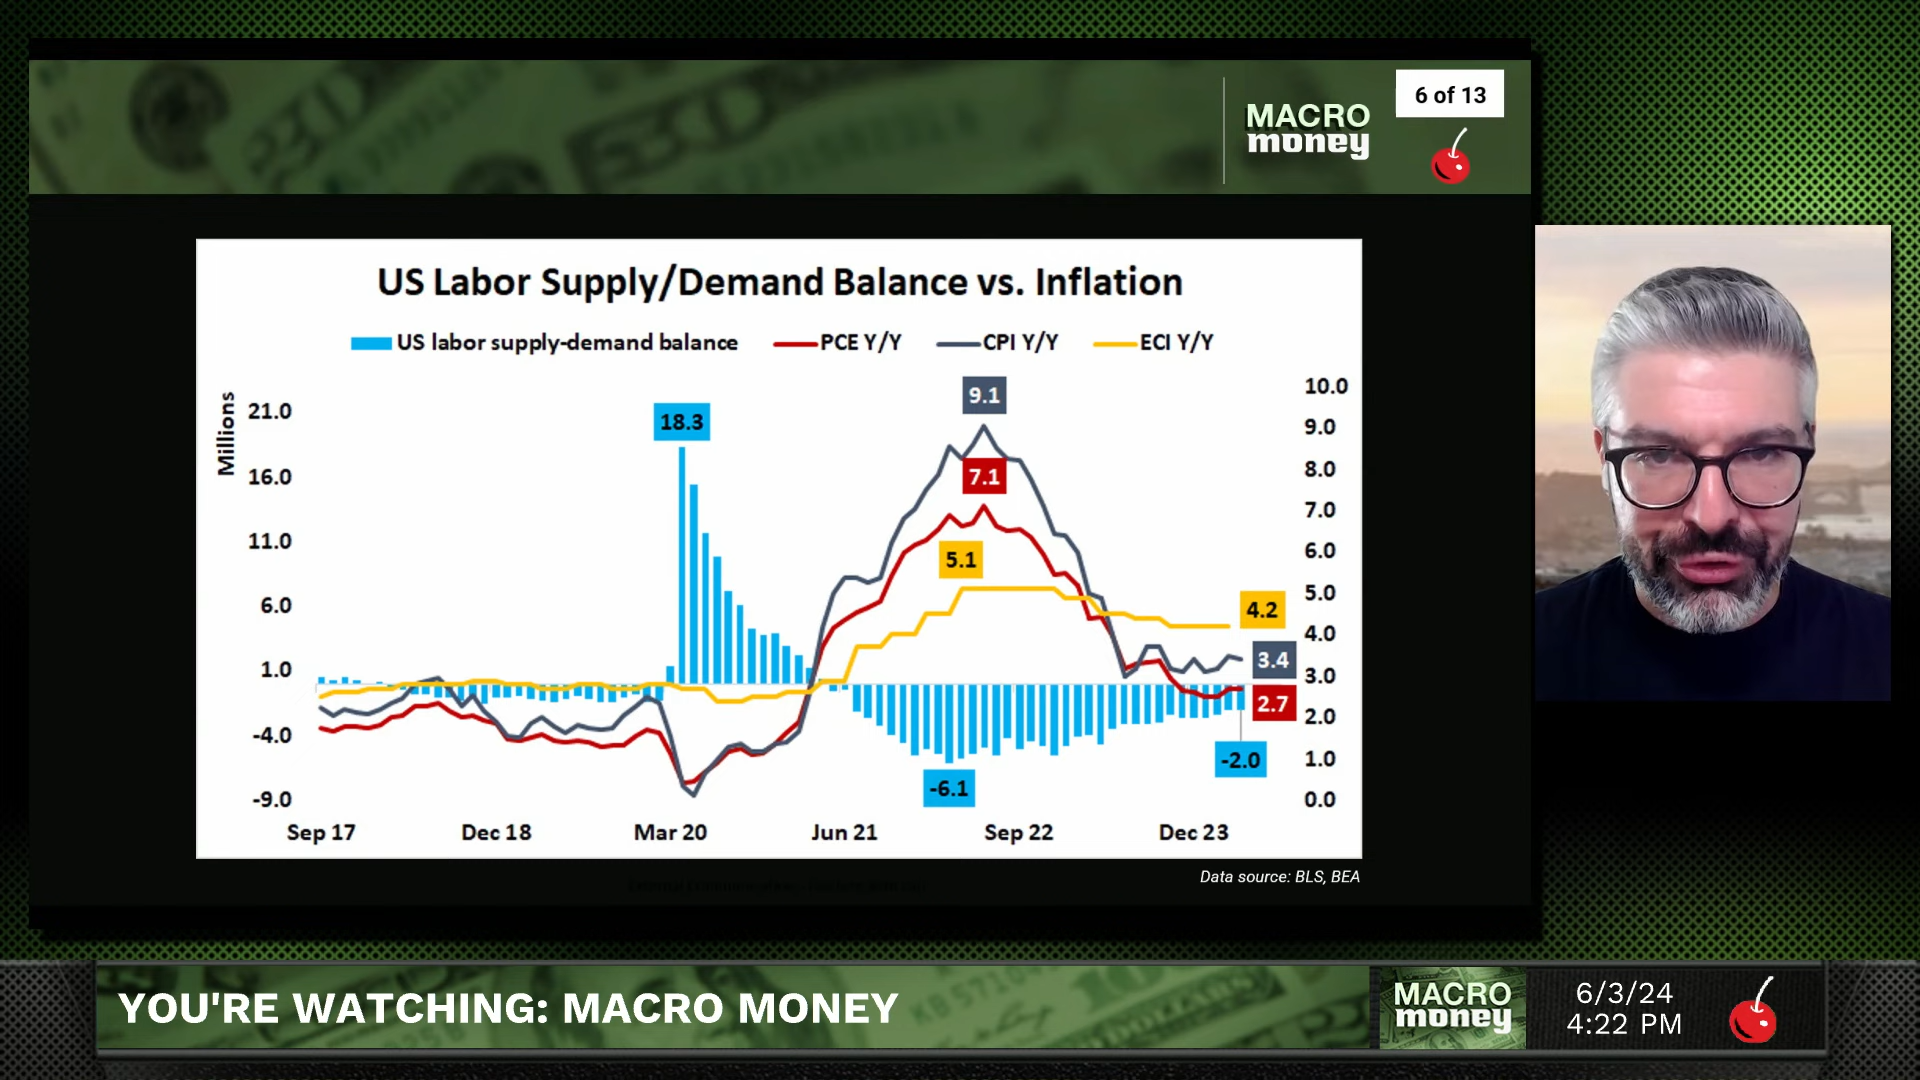 MACRO
money
6 of 13
US Labor Supply/Demand Balance vs. Inflation
US labor supply-demand balance PCE Y/Y CPI Y/Y ECI Y/Y
Millions
21.0
16.0
11.0
6.0
1.0
-4.0
-9.0
18.3
9.1
7.1
5.1
4.2
3.4
2.7
-2.0
-6.1
10.0
9.0
8.0
7.0
6.0
5.0
4.0
3.0
2.0
1.0
0.0
Sep 17 Dec 18 Mar 20 Jun 21 Sep 22 Dec 23
Data source: BLS, BEA
YOU'RE WATCHING: MACRO MONEY
MACRO
money
6/3/24
4:22 PM